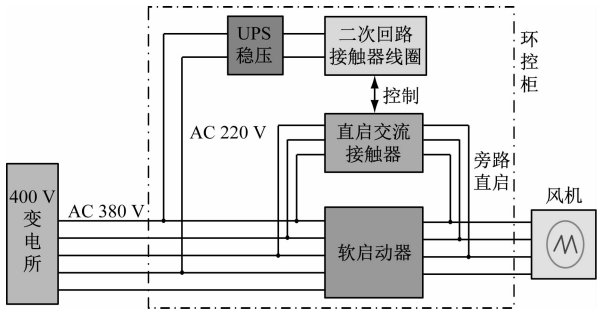 UPS
稳压
二次回路
接触器线圈
环控柜
控制
AC 220 V
直启交流
接触器
旁路
直启
400 V
变电所
AC 380 V
软启动器
风机